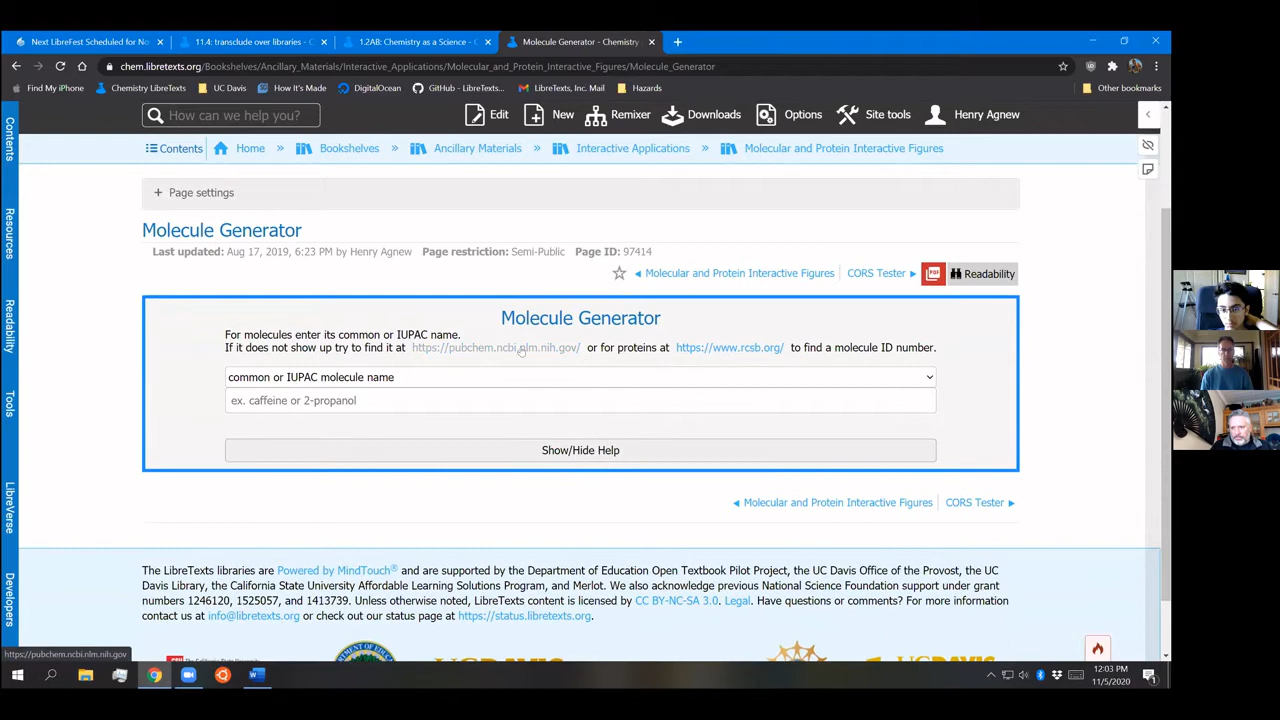 Next LibreFest Scheduled for No
11.4: transclude over libraries - C
1.2AB: Chemistry as a Science - C
Molecule Generator - Chemistry
chem.libretexts.org/Bookshelves/Ancillary_Materials/Interactive_Applications/Molecular_and_Protein_Interactive_Figures/Molecule_Generator
Find My iPhone
Chemistry LibreTexts
UC Davis
How It's Made
DigitalOcean
GitHub - LibreTexts...
LibreTexts, Inc. Mail
Hazards
Other bookmarks
How can we help you?
Edit
New
Remixer
Downloads
Options
Site tools
Henry Agnew
Contents
Home » Bookshelves » Ancillary Materials » Interactive Applications » Molecular and Protein Interactive Figures
Contents
Resources
Readability
Tools
LibreVerse
Developers
+ Page settings
Molecule Generator
Last updated: Aug 17, 2019, 6:23 PM by Henry Agnew Page restriction: Semi-Public Page ID: 97414
◄ Molecular and Protein Interactive Figures
CORS Tester ►
PDF
Readability
Molecule Generator
For molecules enter its common or IUPAC name.
If it does not show up try to find it at https://pubchem.ncbi.nlm.nih.gov/ or for proteins at https://www.rcsb.org/ to find a molecule ID number.
common or IUPAC molecule name
ex. caffeine or 2-propanol
Show/Hide Help
◄ Molecular and Protein Interactive Figures
CORS Tester ►
The LibreTexts libraries are Powered by MindTouch® and are supported by the Department of Education Open Textbook Pilot Project, the UC Davis Office of the Provost, the UC
Davis Library, the California State University Affordable Learning Solutions Program, and Merlot. We also acknowledge previous National Science Foundation support under grant
numbers 1246120, 1525057, and 1413739. Unless otherwise noted, LibreTexts content is licensed by CC BY-NC-SA 3.0. Legal. Have questions or comments? For more information
contact us at info@libretexts.org or check out our status page at https://status.libretexts.org.
https://pubchem.ncbi.nlm.nih.gov
UCDAVIS
UCDAVIS
12:03 PM
11/5/2020